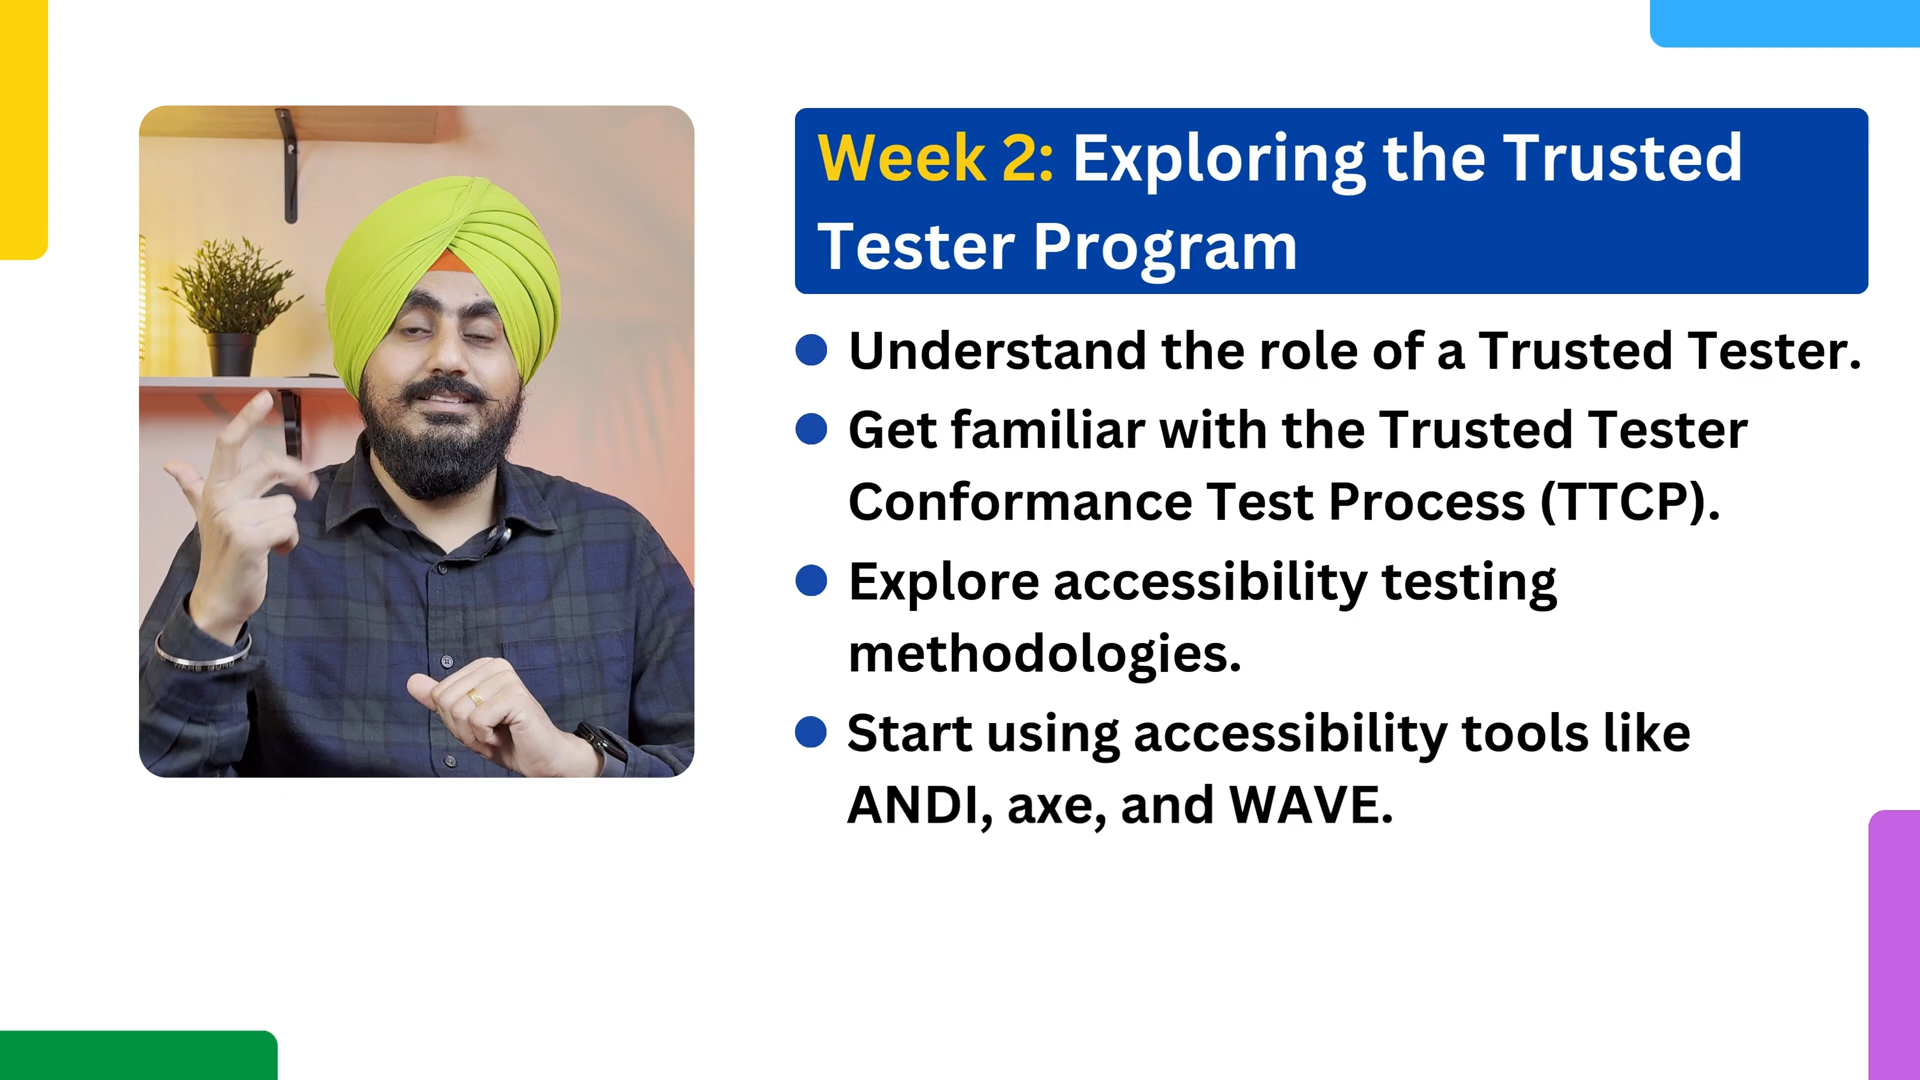 Week 2: Exploring the Trusted
Tester Program
Understand the role of a Trusted Tester.
Get familiar with the Trusted Tester
Conformance Test Process (TTCP).
Explore accessibility testing
methodologies.
Start using accessibility tools like
ANDI, axe, and WAVE.